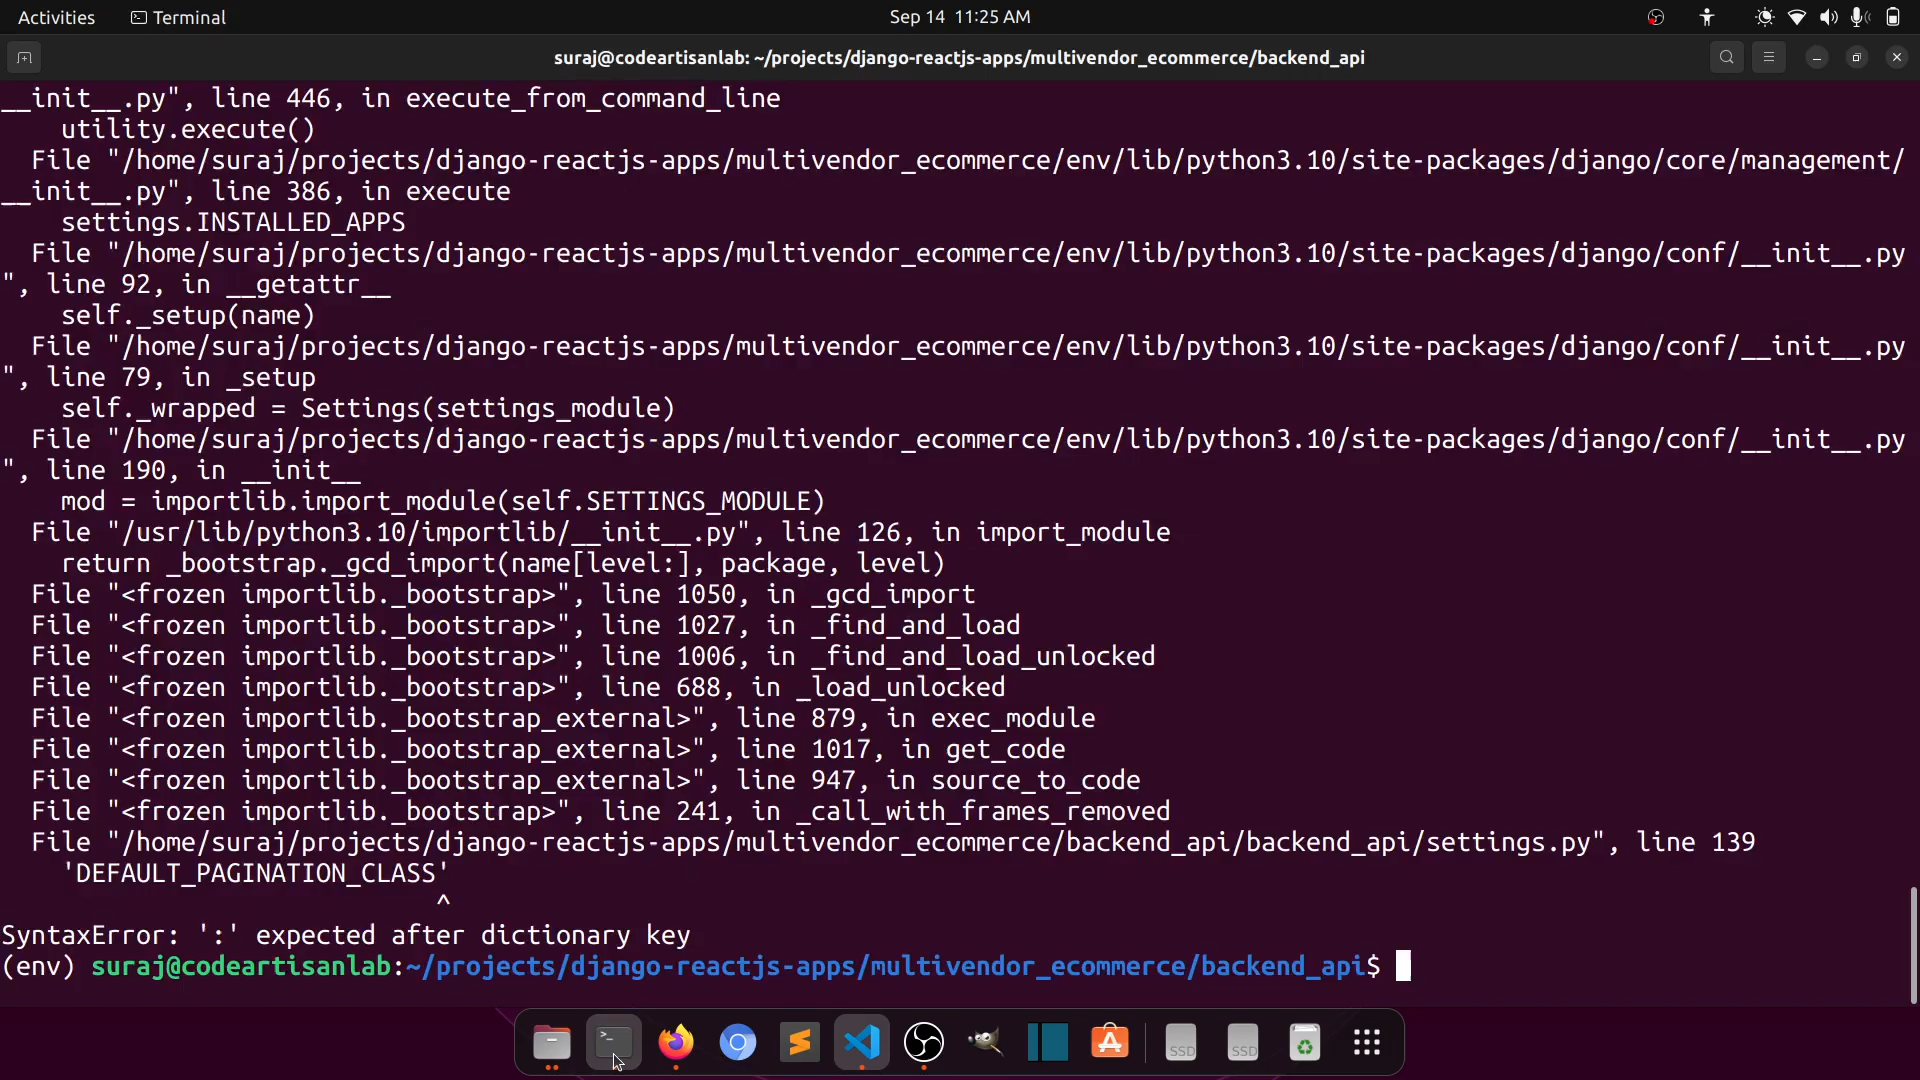 Activities
Terminal
Sep 14 11:25 AM
suraj@codeartisanlab: ~/projects/django-reactjs-apps/multivendor_ecommerce/backend_api
__init__.py", line 446, in execute_from_command_line
    utility.execute()
  File "/home/suraj/projects/django-reactjs-apps/multivendor_ecommerce/env/lib/python3.10/site-packages/django/core/management/
__init__.py", line 386, in execute
    settings.INSTALLED_APPS
  File "/home/suraj/projects/django-reactjs-apps/multivendor_ecommerce/env/lib/python3.10/site-packages/django/conf/__init__.py
", line 92, in __getattr__
    self._setup(name)
  File "/home/suraj/projects/django-reactjs-apps/multivendor_ecommerce/env/lib/python3.10/site-packages/django/conf/__init__.py
", line 79, in _setup
    self._wrapped = Settings(settings_module)
  File "/home/suraj/projects/django-reactjs-apps/multivendor_ecommerce/env/lib/python3.10/site-packages/django/conf/__init__.py
", line 190, in __init__
    mod = importlib.import_module(self.SETTINGS_MODULE)
  File "/usr/lib/python3.10/importlib/__init__.py", line 126, in import_module
    return _bootstrap._gcd_import(name[level:], package, level)
  File "<frozen importlib._bootstrap>", line 1050, in _gcd_import
  File "<frozen importlib._bootstrap>", line 1027, in _find_and_load
  File "<frozen importlib._bootstrap>", line 1006, in _find_and_load_unlocked
  File "<frozen importlib._bootstrap>", line 688, in _load_unlocked
  File "<frozen importlib._bootstrap_external>", line 879, in exec_module
  File "<frozen importlib._bootstrap_external>", line 1017, in get_code
  File "<frozen importlib._bootstrap_external>", line 947, in source_to_code
  File "<frozen importlib._bootstrap>", line 241, in _call_with_frames_removed
  File "/home/suraj/projects/django-reactjs-apps/multivendor_ecommerce/backend_api/backend_api/settings.py", line 139
    'DEFAULT_PAGINATION_CLASS'
                             ^
SyntaxError: ':' expected after dictionary key
(env) suraj@codeartisanlab:~/projects/django-reactjs-apps/multivendor_ecommerce/backend_api$
SSD
SSD